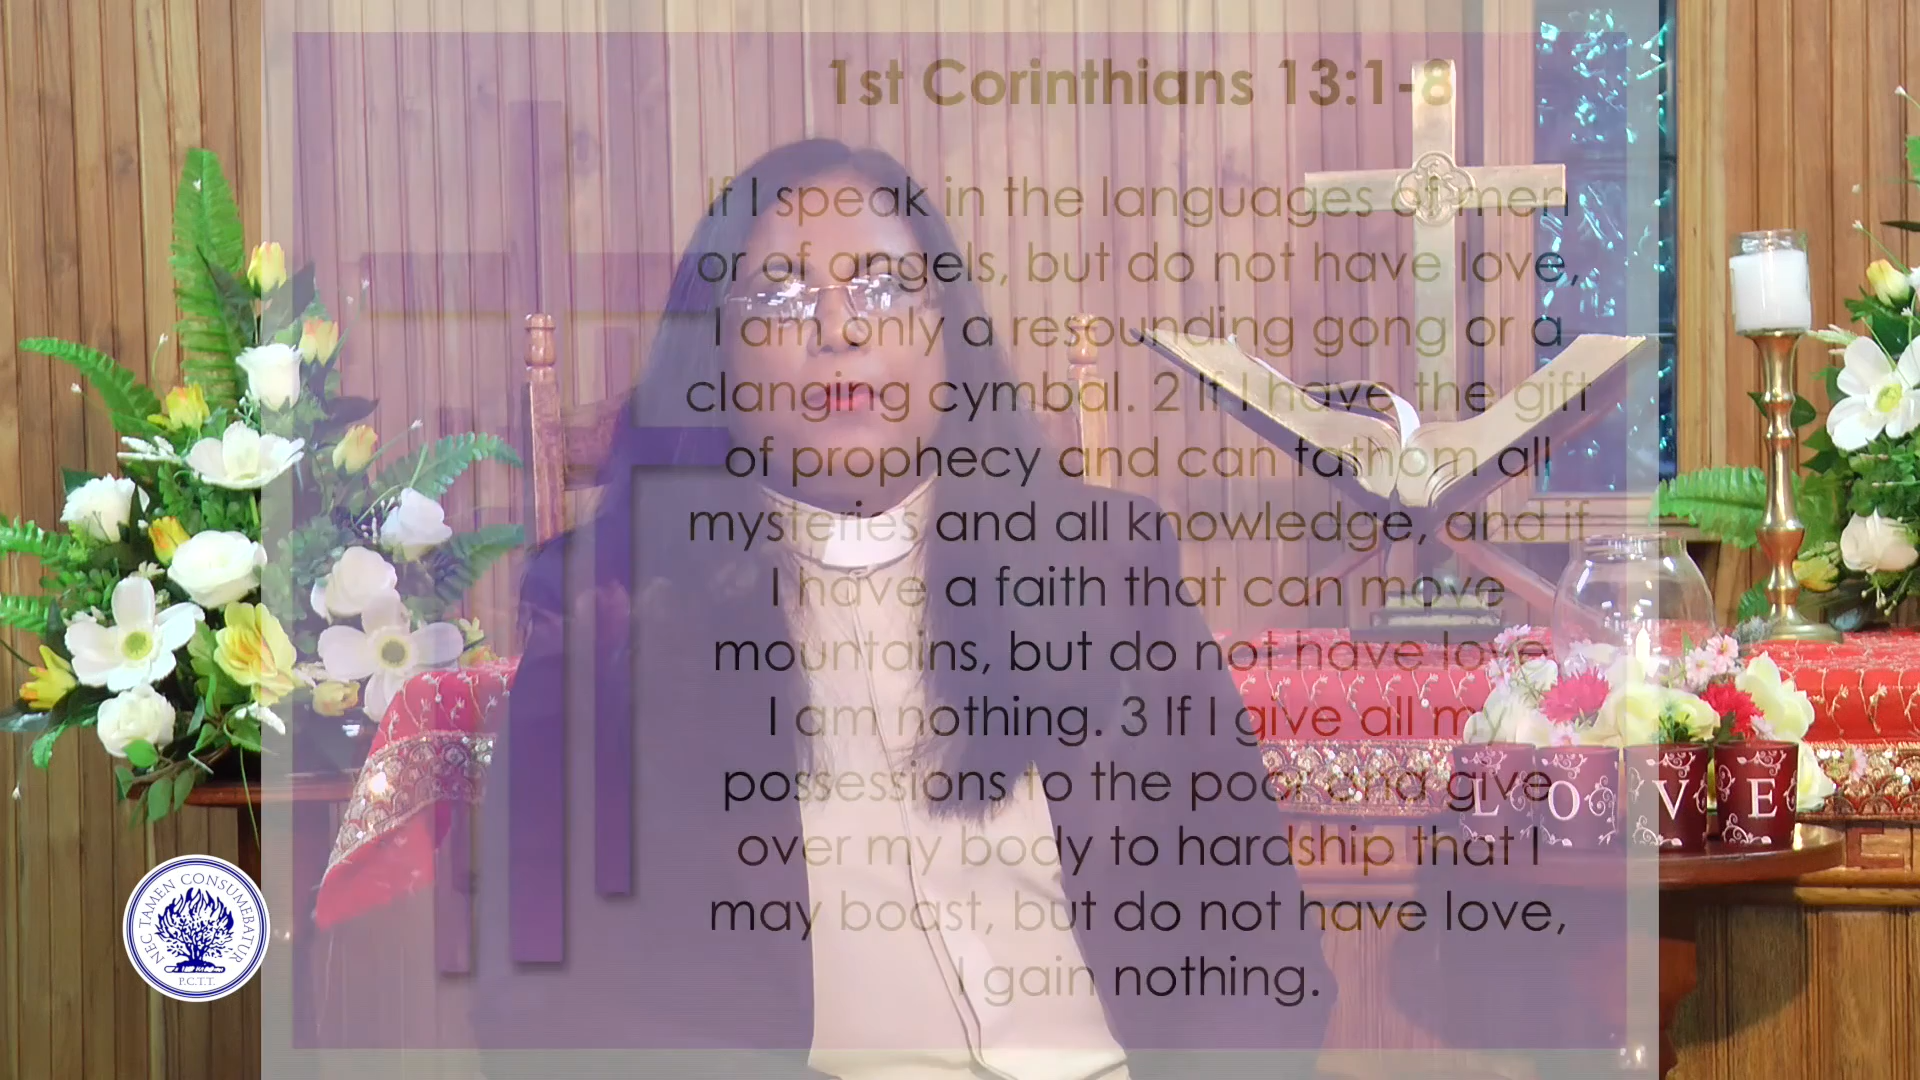 1st Corinthians 13:1-8
If I speak in the languages of men
or of angels, but do not have love,
I am only a resounding gong or a
clanging cymbal. 2 If I have the gift
of prophecy and can fathom all
mysteries and all knowledge, and if
I have a faith that can move
mountains, but do not have love,
I am nothing. 3 If I give all my
possessions to the poor and give
over my body to hardship that I
may boast, but do not have love,
I gain nothing.
L O V E
NEC TAMEN CONSUMEBATUR
P.C.T.T.